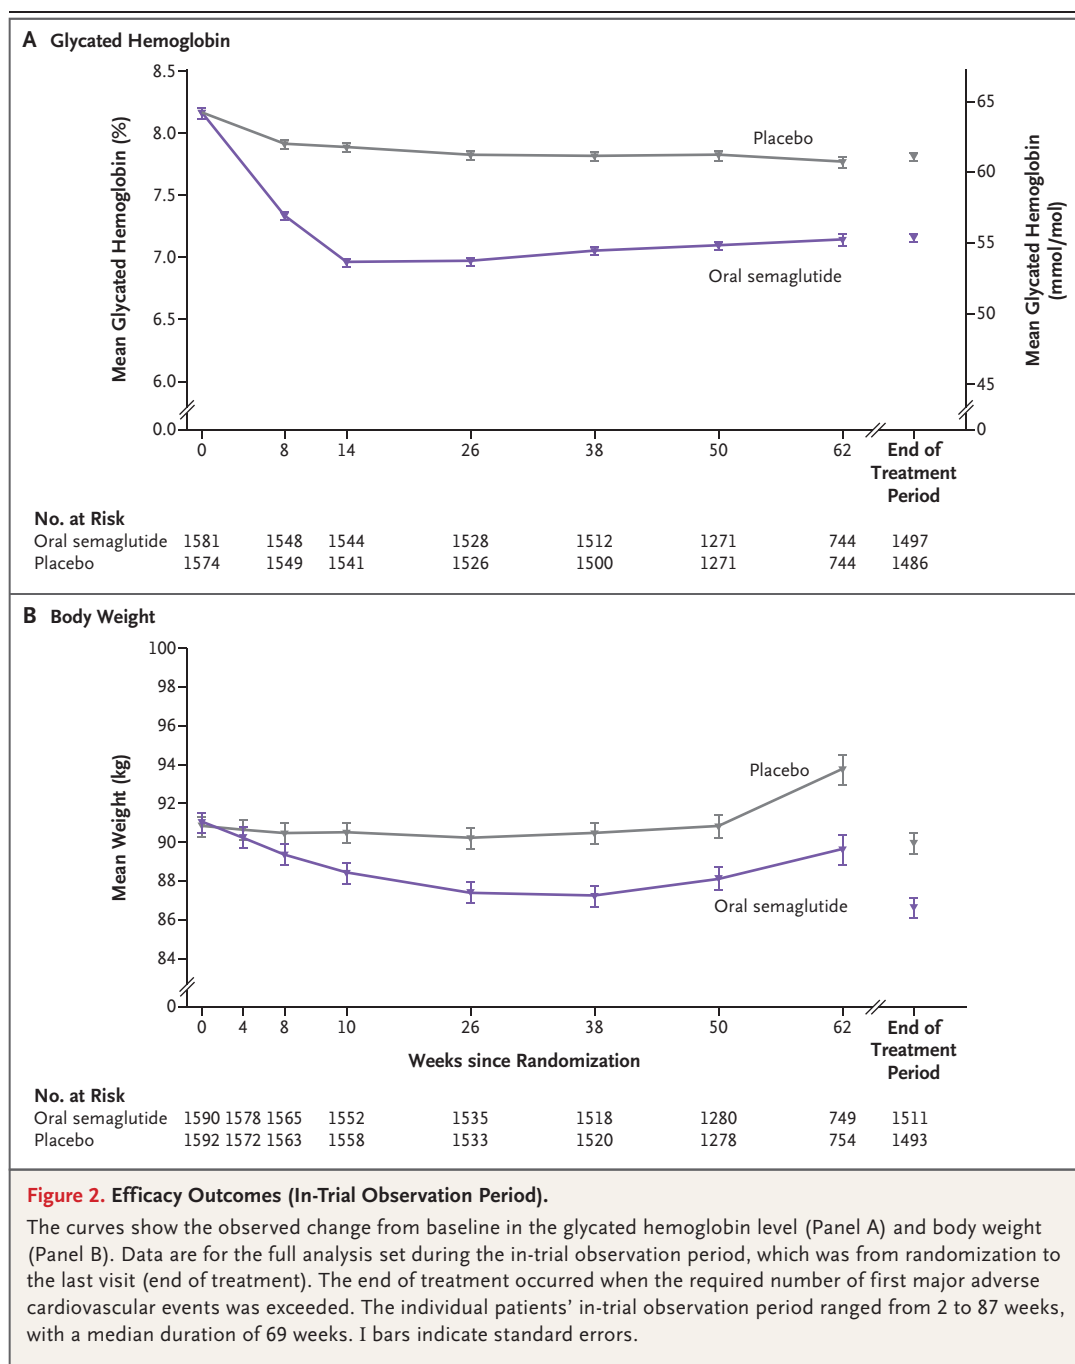 A Glycated Hemoglobin
8.5
8.0
7.5
7.0
6.5
6.0
0.0
Mean Glycated Hemoglobin (%)
65
60
55
50
45
0
Mean Glycated Hemoglobin
(mmol/mol)
Placebo
Oral semaglutide
0 8 14 26 38 50 62 End of
Treatment
Period
No. at Risk
Oral semaglutide 1581 1548 1544 1528 1512 1271 744 1497
Placebo 1574 1549 1541 1526 1500 1271 744 1486
B Body Weight
100
98
96
94
92
90
88
86
84
0
Mean Weight (kg)
Placebo
Oral semaglutide
0 4 8 10 26 38 50 62 End of
Treatment
Period
Weeks since Randomization
No. at Risk
Oral semaglutide 1590 1578 1565 1552 1535 1518 1280 749 1511
Placebo 1592 1572 1563 1558 1533 1520 1278 754 1493
Figure 2. Efficacy Outcomes (In-Trial Observation Period).
The curves show the observed change from baseline in the glycated hemoglobin level (Panel A) and body weight
(Panel B). Data are for the full analysis set during the in-trial observation period, which was from randomization to
the last visit (end of treatment). The end of treatment occurred when the required number of first major adverse
cardiovascular events was exceeded. The individual patients' in-trial observation period ranged from 2 to 87 weeks,
with a median duration of 69 weeks. I bars indicate standard errors.